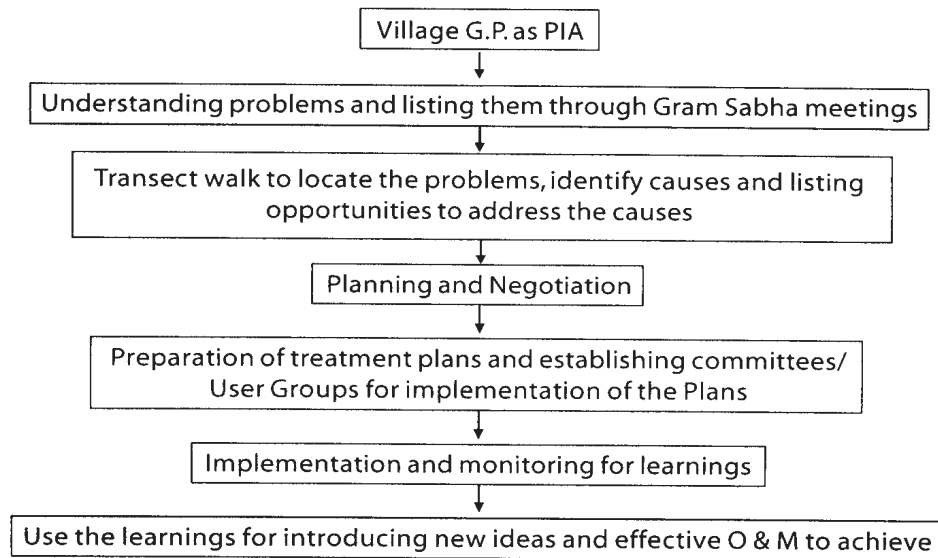 Village G.P. as PIA
Understanding problems and listing them through Gram Sabha meetings
Transect walk to locate the problems, identify causes and listing
opportunities to address the causes
Planning and Negotiation
Preparation of treatment plans and establishing committees/
User Groups for implementation of the Plans
Implementation and monitoring for learnings
Use the learnings for introducing new ideas and effective O & M to achieve